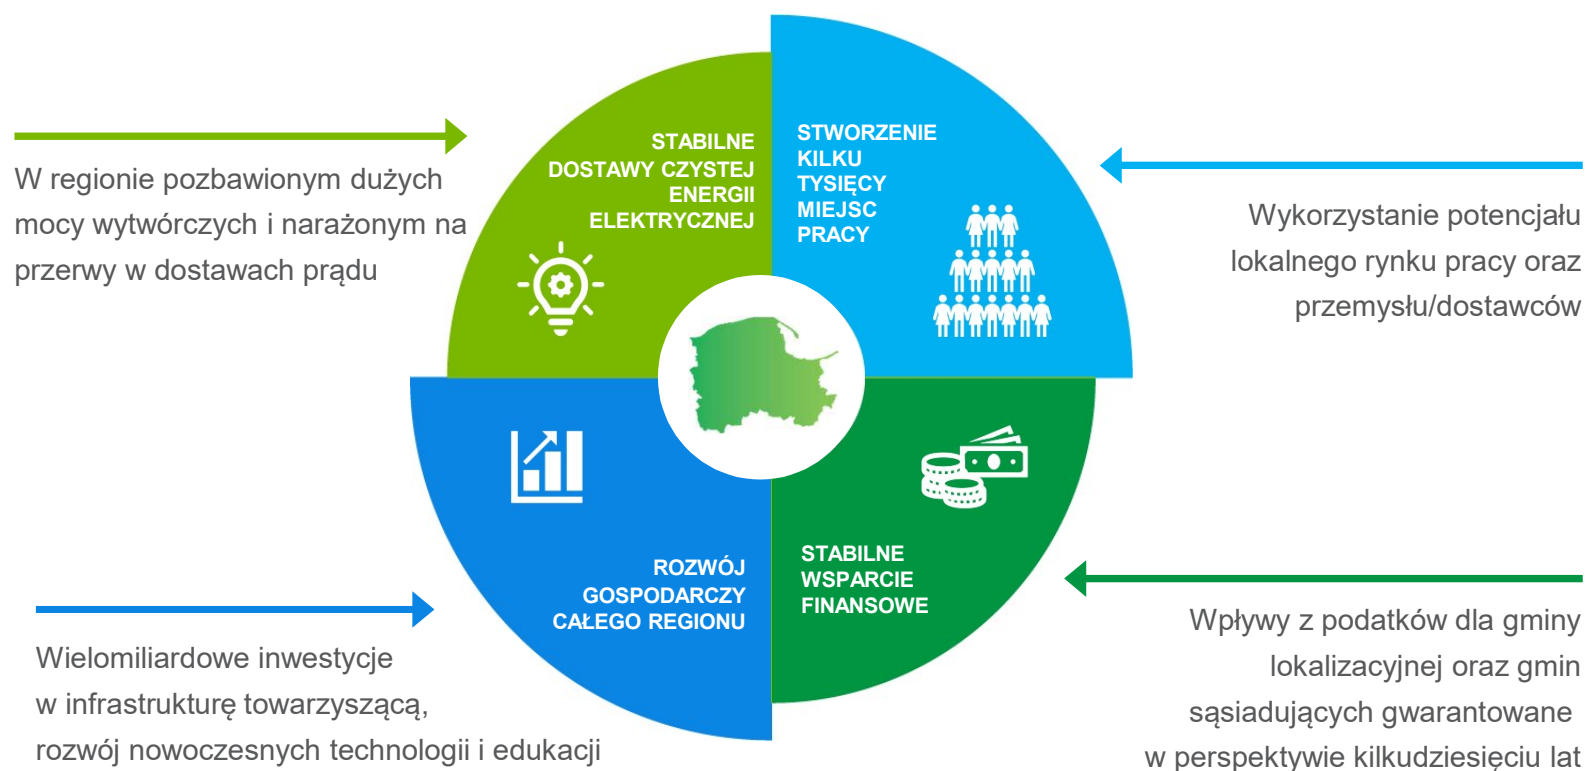 STABILNE
DOSTAWY CZYSTEJ
ENERGII
ELEKTRYCZNEJ
W regionie pozbawionym dużych
mocy wytwórczych i narażonym na
przerwy w dostawach prądu
STWORZENIE
KILKU
TYSIĘCY
MIEJSC
PRACY
Wykorzystanie potencjału
lokalnego rynku pracy oraz
przemysłu/dostawców
ROZWÓJ
GOSPODARCZY
CAŁEGO REGIONU
Wielomiliardowe inwestycje
w infrastrukturę towarzyszącą,
rozwój nowoczesnych technologii i edukacji
STABILNE
WSPARCIE
FINANSOWE
Wpływy z podatków dla gminy
lokalizacyjnej oraz gmin
sąsiadujących gwarantowane
w perspektywie kilkudziesięciu lat